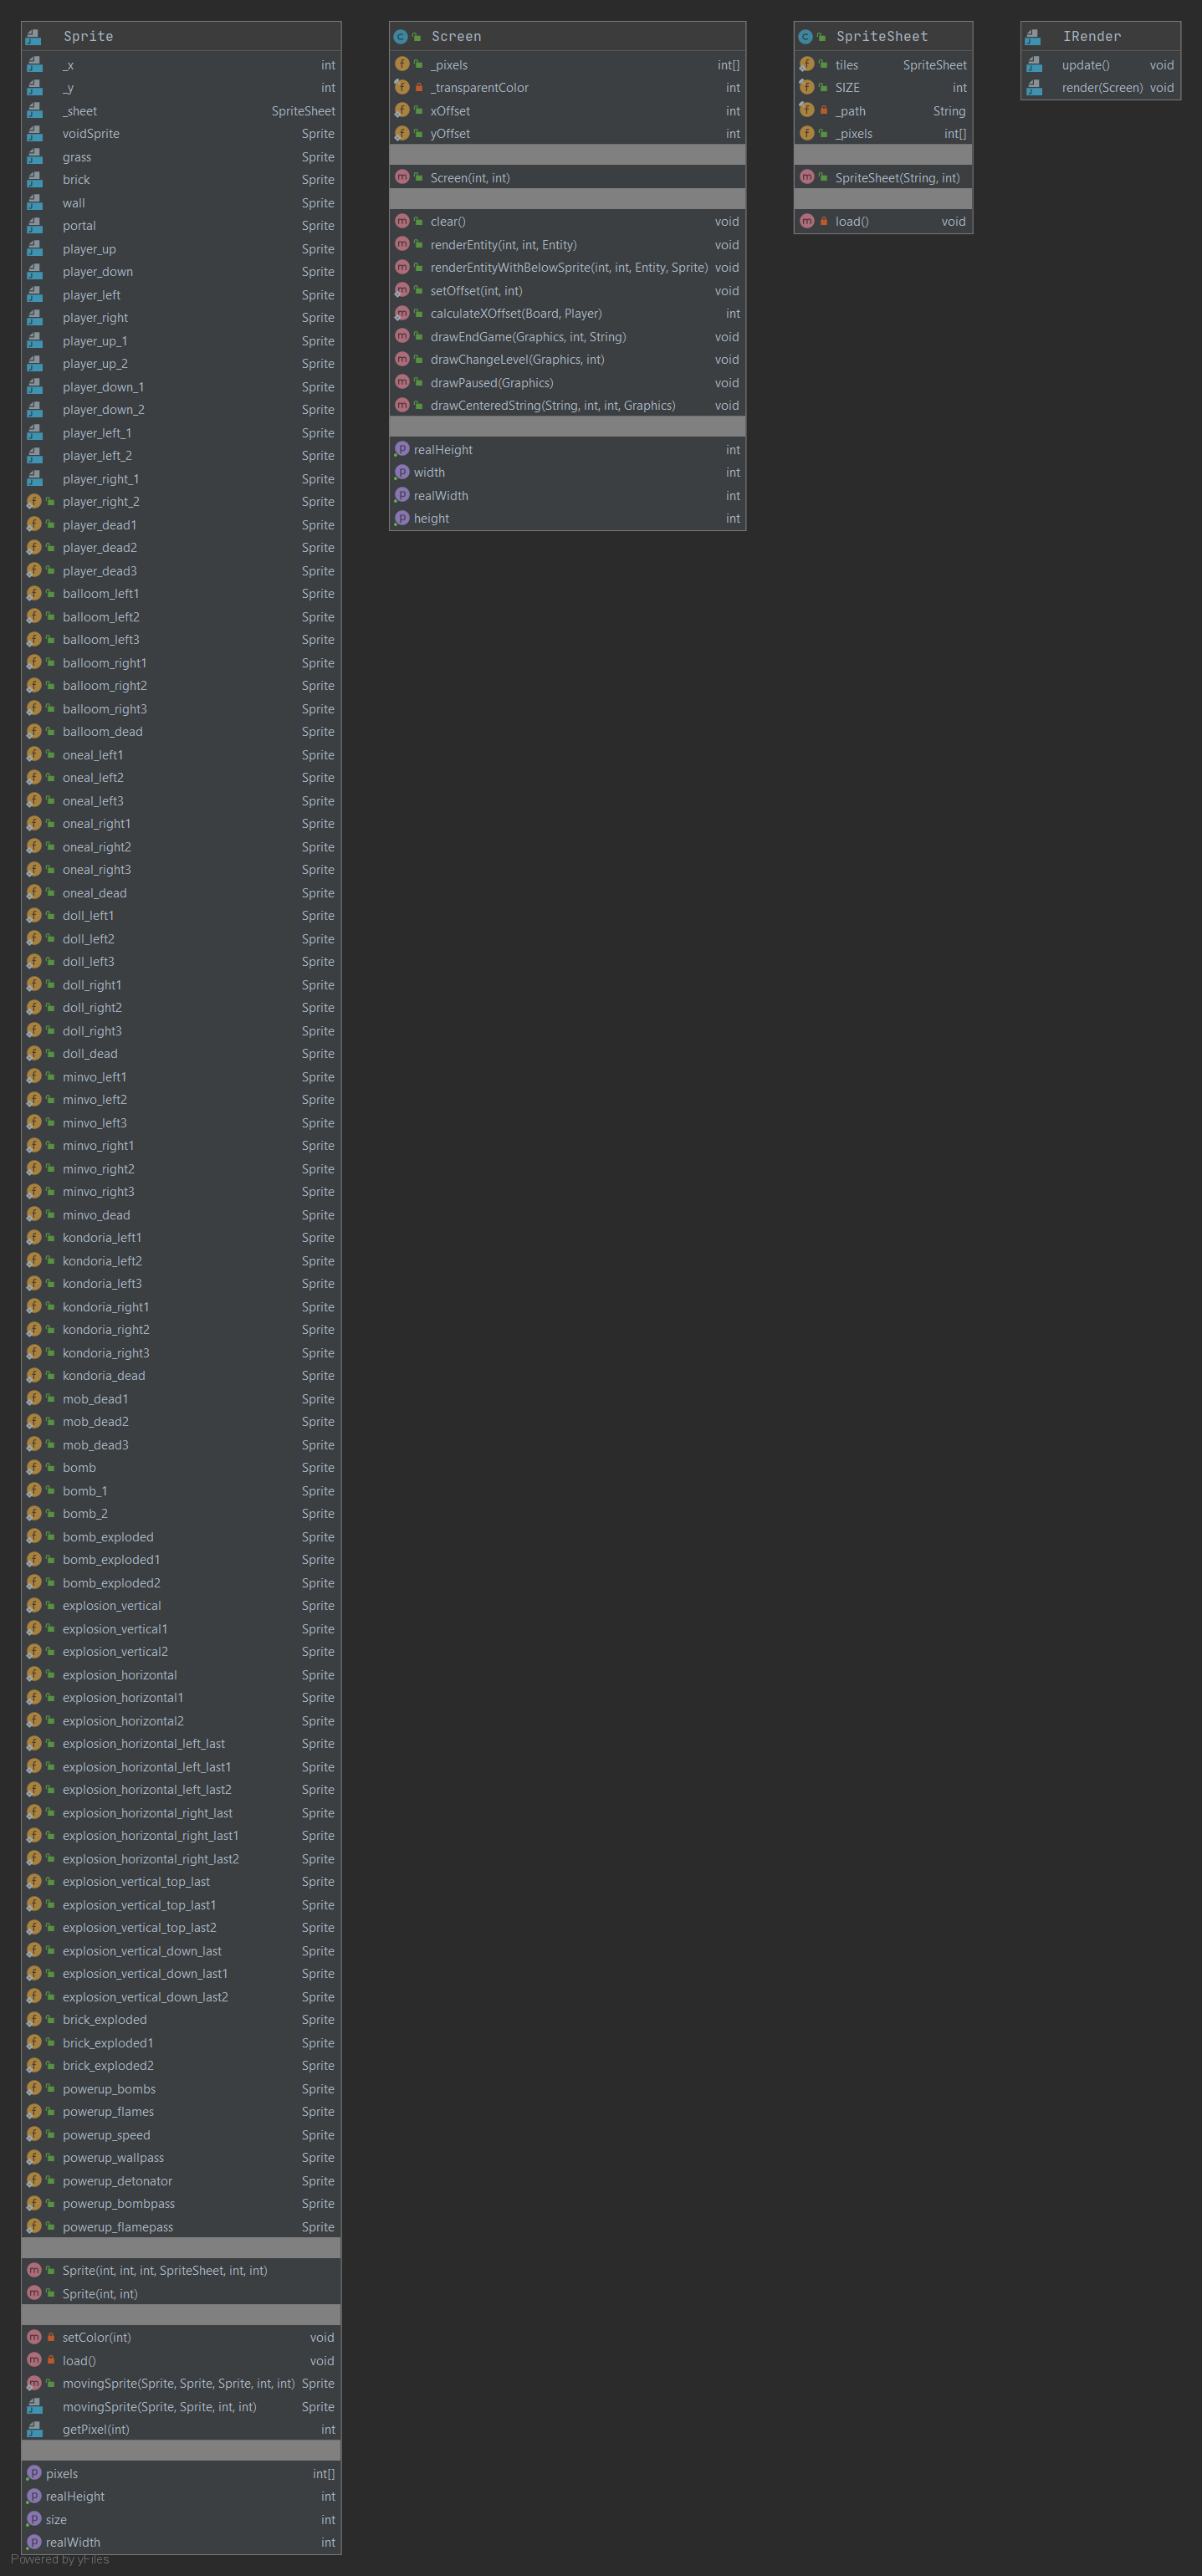 Sprite
_x int
_y int
_sheet SpriteSheet
voidSprite Sprite
grass Sprite
brick Sprite
wall Sprite
portal Sprite
player_up Sprite
player_down Sprite
player_left Sprite
player_right Sprite
player_up_1 Sprite
player_up_2 Sprite
player_down_1 Sprite
player_down_2 Sprite
player_left_1 Sprite
player_left_2 Sprite
player_right_1 Sprite
player_right_2 Sprite
player_dead1 Sprite
player_dead2 Sprite
player_dead3 Sprite
balloom_left1 Sprite
balloom_left2 Sprite
balloom_left3 Sprite
balloom_right1 Sprite
balloom_right2 Sprite
balloom_right3 Sprite
balloom_dead Sprite
oneal_left1 Sprite
oneal_left2 Sprite
oneal_left3 Sprite
oneal_right1 Sprite
oneal_right2 Sprite
oneal_right3 Sprite
oneal_dead Sprite
doll_left1 Sprite
doll_left2 Sprite
doll_left3 Sprite
doll_right1 Sprite
doll_right2 Sprite
doll_right3 Sprite
doll_dead Sprite
minvo_left1 Sprite
minvo_left2 Sprite
minvo_left3 Sprite
minvo_right1 Sprite
minvo_right2 Sprite
minvo_right3 Sprite
minvo_dead Sprite
kondoria_left1 Sprite
kondoria_left2 Sprite
kondoria_left3 Sprite
kondoria_right1 Sprite
kondoria_right2 Sprite
kondoria_right3 Sprite
kondoria_dead Sprite
mob_dead1 Sprite
mob_dead2 Sprite
mob_dead3 Sprite
bomb Sprite
bomb_1 Sprite
bomb_2 Sprite
bomb_exploded Sprite
bomb_exploded1 Sprite
bomb_exploded2 Sprite
explosion_vertical Sprite
explosion_vertical1 Sprite
explosion_vertical2 Sprite
explosion_horizontal Sprite
explosion_horizontal1 Sprite
explosion_horizontal2 Sprite
explosion_horizontal_left_last Sprite
explosion_horizontal_left_last1 Sprite
explosion_horizontal_left_last2 Sprite
explosion_horizontal_right_last Sprite
explosion_horizontal_right_last1 Sprite
explosion_horizontal_right_last2 Sprite
explosion_vertical_top_last Sprite
explosion_vertical_top_last1 Sprite
explosion_vertical_top_last2 Sprite
explosion_vertical_down_last Sprite
explosion_vertical_down_last1 Sprite
explosion_vertical_down_last2 Sprite
brick_exploded Sprite
brick_exploded1 Sprite
brick_exploded2 Sprite
powerup_bombs Sprite
powerup_flames Sprite
powerup_speed Sprite
powerup_wallpass Sprite
powerup_detonator Sprite
powerup_bombpass Sprite
powerup_flamepass Sprite
Sprite(int, int, int, SpriteSheet, int, int)
Sprite(int, int)
setColor(int) void
load() void
movingSprite(Sprite, Sprite, Sprite, int, int) Sprite
movingSprite(Sprite, Sprite, int, int) Sprite
getPixel(int) int
pixels int[]
realHeight int
size int
realWidth int
Screen
_pixels int[]
_transparentColor int
xOffset int
yOffset int
Screen(int, int)
clear() void
renderEntity(int, int, Entity) void
renderEntityWithBelowSprite(int, int, Entity, Sprite) void
setOffset(int, int) void
calculateXOffset(Board, Player) int
drawEndGame(Graphics, int, String) void
drawChangeLevel(Graphics, int) void
drawPaused(Graphics) void
drawCenteredString(String, int, int, Graphics) void
realHeight int
width int
realWidth int
height int
SpriteSheet
tiles SpriteSheet
SIZE int
_path String
_pixels int[]
SpriteSheet(String, int)
load() void
IRender
update() void
render(Screen) void
Powered by yFiles